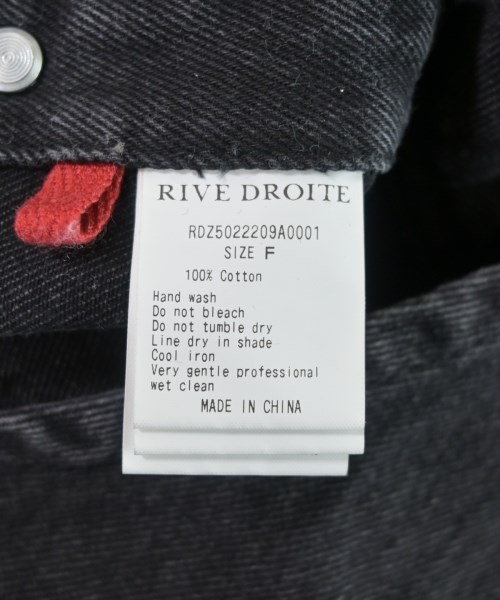 RIVE DROITE
RDZ5022209A0001
SIZE F
100% Cotton
Hand wash
Do not bleach
Do not tumble dry
Line dry in shade
Cool iron
Very gentle professional
wet clean
MADE IN CHINA